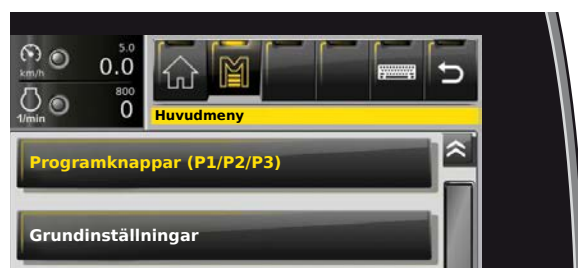 5.0
km/h 0.0
800
1/min 0
Huvudmeny
Programknappar (P1/P2/P3)
Grundinställningar